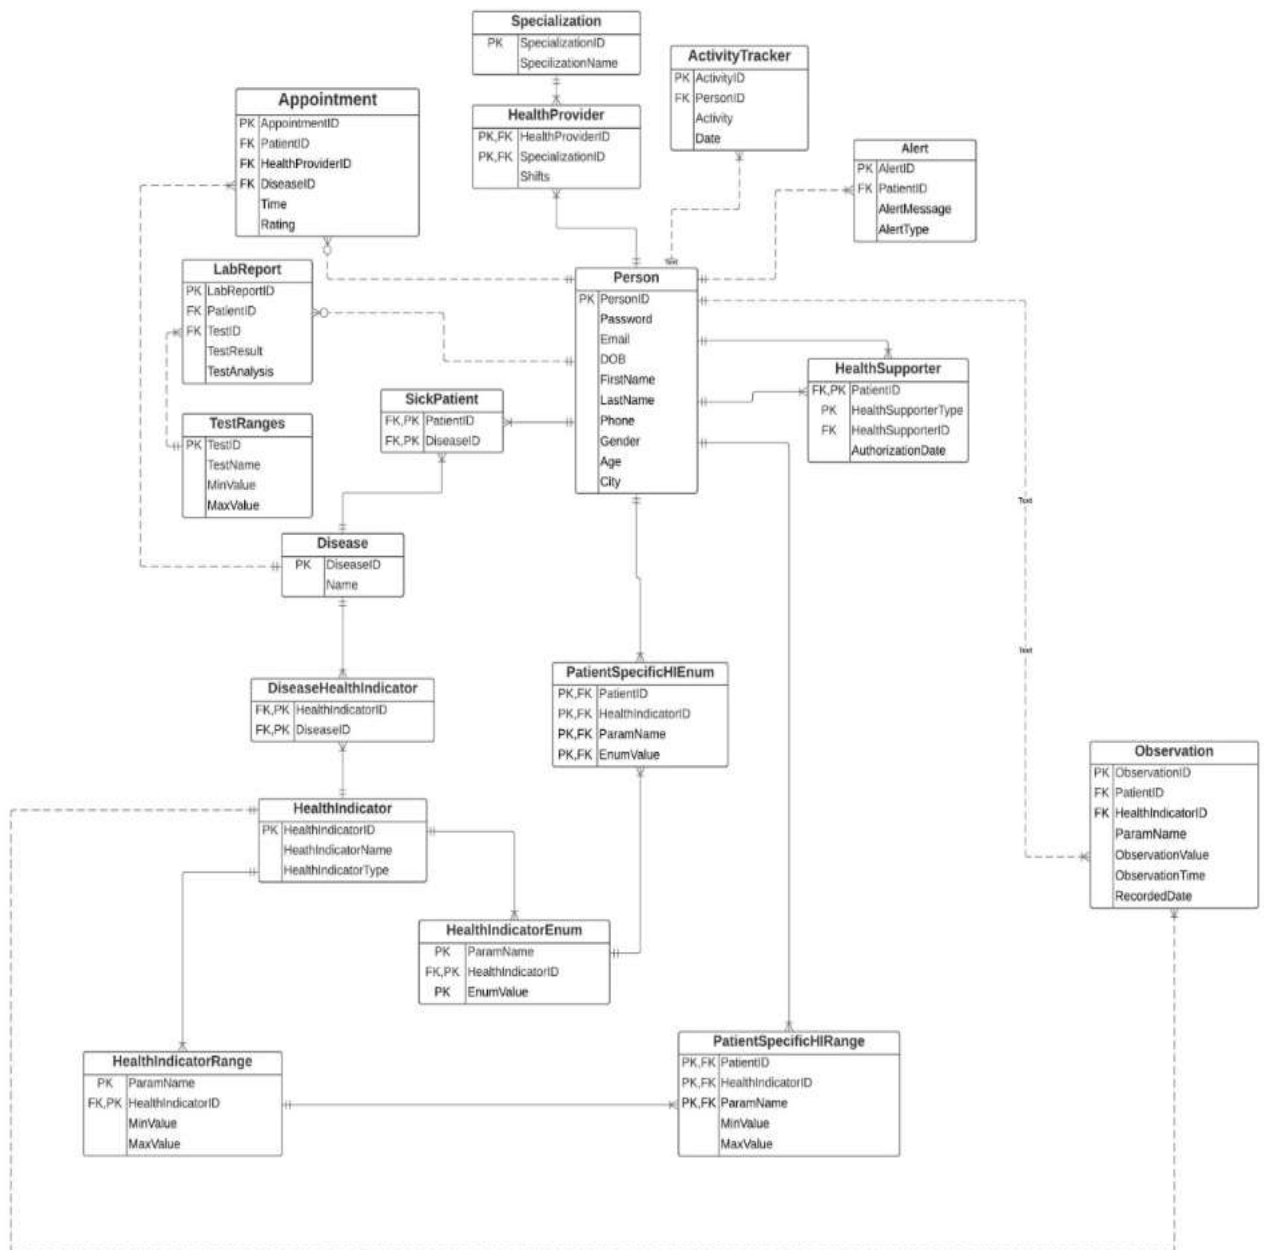 Specialization
PK SpecializationID
SpecilizationName
ActivityTracker
PK ActivityID
FK PersonID
Activity
Date
Appointment
PK AppointmentID
FK PatientID
FK HealthProviderID
FK DiseaseID
Time
Rating
HealthProvider
PK,FK HealthProviderID
PK,FK SpecializationID
Shifts
Alert
PK AlertID
FK PatientID
AlertMessage
AlertType
LabReport
PK LabReportID
FK PatientID
FK TestID
TestResult
TestAnalysis
Text
Person
PK PersonID
Password
Email
DOB
FirstName
LastName
Phone
Gender
Age
City
HealthSupporter
FK,PK PatientID
PK HealthSupporterType
FK HealthSupporterID
AuthorizationDate
SickPatient
FK,PK PatientID
FK,PK DiseaseID
TestRanges
PK TestID
TestName
MinValue
MaxValue
Text
Disease
PK DiseaseID
Name
Text
DiseaseHealthIndicator
FK,PK HealthIndicatorID
FK,PK DiseaseID
PatientSpecificHIEnum
PK,FK PatientID
PK,FK HealthIndicatorID
PK,FK ParamName
PK,FK EnumValue
Observation
PK ObservationID
FK PatientID
FK HealthIndicatorID
ParamName
ObservationValue
ObservationTime
RecordedDate
HealthIndicator
PK HealthIndicatorID
HeathIndicatorName
HealthIndicatorType
HealthIndicatorEnum
PK ParamName
FK,PK HealthIndicatorID
PK EnumValue
HealthIndicatorRange
PK ParamName
FK,PK HealthIndicatorID
MinValue
MaxValue
PatientSpecificHIRange
PK,FK PatientID
PK,FK HealthIndicatorID
PK,FK ParamName
MinValue
MaxValue